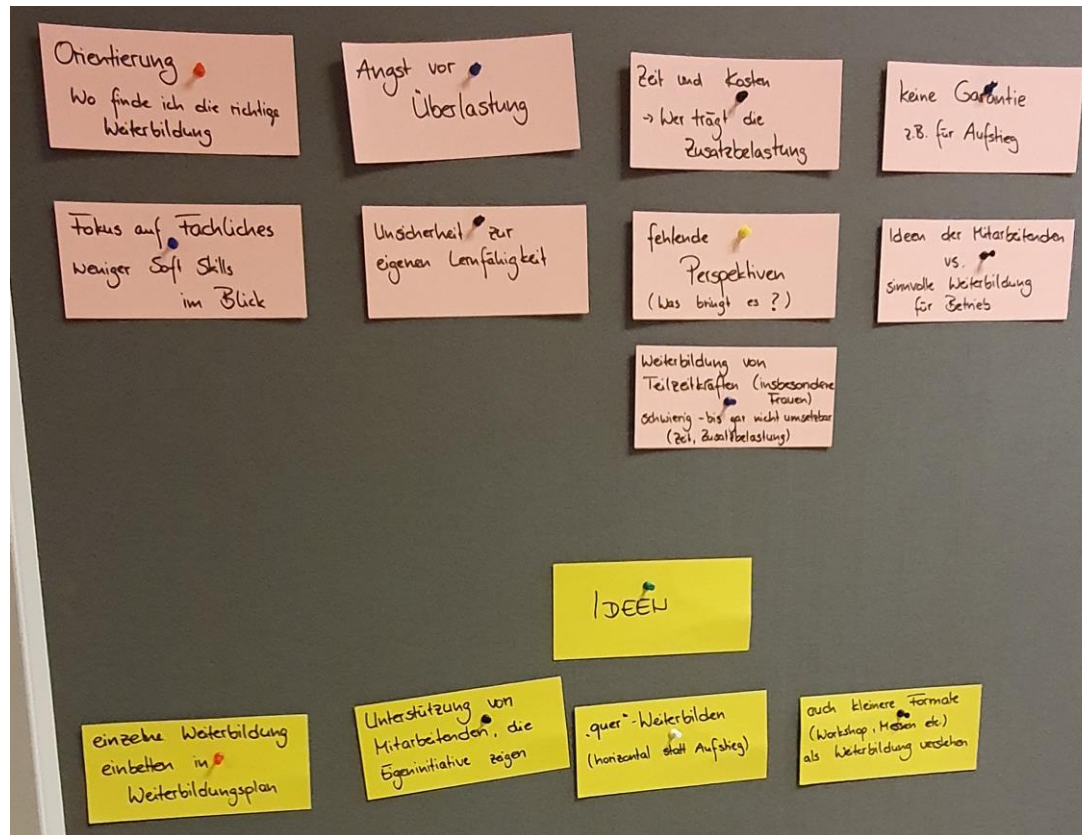 Orientierung
Wo finde ich die richtige
Weiterbildung
Angst vor
Überlastung
Zeit und Kosten
→ Wer trägt die
Zusatzbelastung
keine Garantie
z.B. für Aufstieg
Fokus auf Fachliches
weniger Soft Skills
im Blick
Unsicherheit zur
eigenen Lernfähigkeit
fehlende
Perspektiven
(Was bringt es?)
Ideen der Mitarbeitenden
vs.
sinnvolle Weiterbildung
für Betrieb
Weiterbildung von
Teilzeitkräften (insbesondere
Frauen)
schwierig - bis gar nicht umsetzbar
(Zeit, Zusatzbelastung)
IDEEN
einzelne Weiterbildung
einbetten in
Weiterbildungsplan
Unterstützung von
Mitarbeitenden, die
Eigeninitiative zeigen
„quer"-Weiterbilden
(horizontal statt Aufstieg)
auch kleinere Formate
(Workshop, Messen etc)
als Weiterbildung verstehen